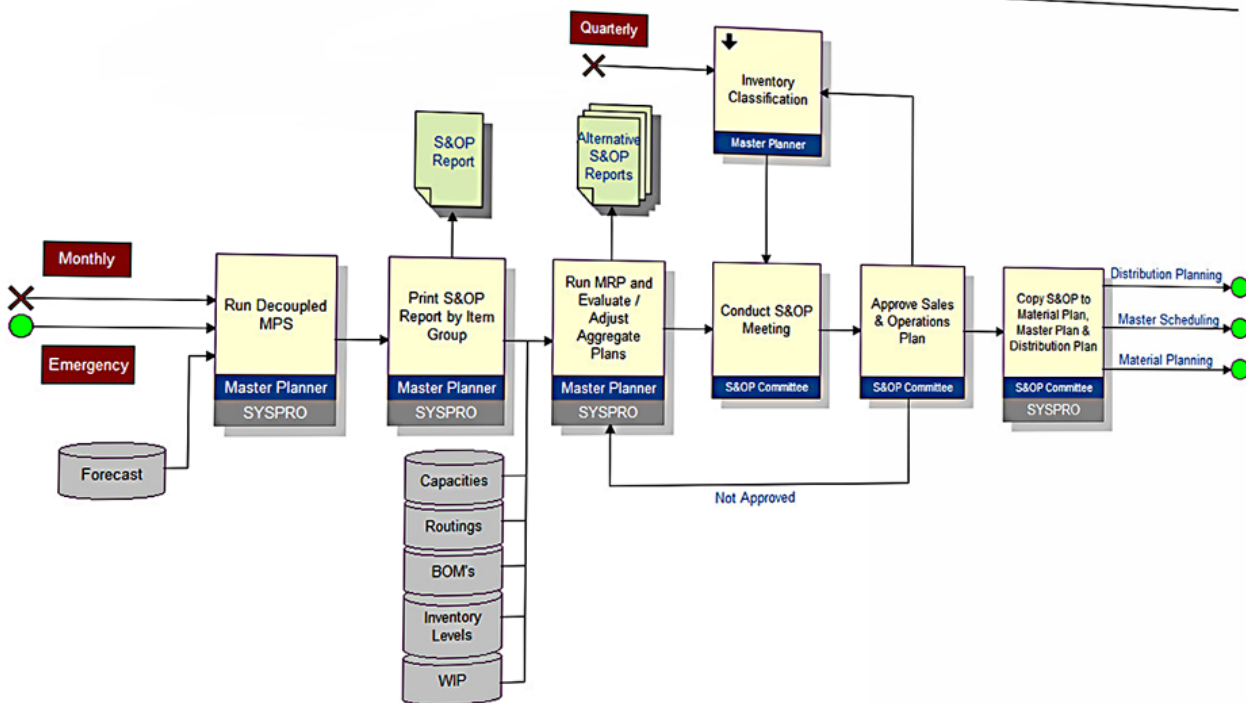 Quarterly
Inventory
Classification
Master Planner
S&OP
Report
Alternative
S&OP
Reports
Monthly
Emergency
Run Decoupled
MPS
Master Planner
SYSPRO
Print S&OP
Report by Item
Group
Master Planner
SYSPRO
Run MRP and
Evaluate /
Adjust
Aggregate
Plans
Master Planner
SYSPRO
Conduct S&OP
Meeting
S&OP Committee
Approve Sales
& Operations
Plan
S&OP Committee
Copy S&OP to
Material Plan,
Master Plan &
Distribution Plan
S&OP Committee
SYSPRO
Distribution Planning
Master Scheduling
Material Planning
Forecast
Capacities
Routings
BOM's
Inventory
Levels
WIP
Not Approved